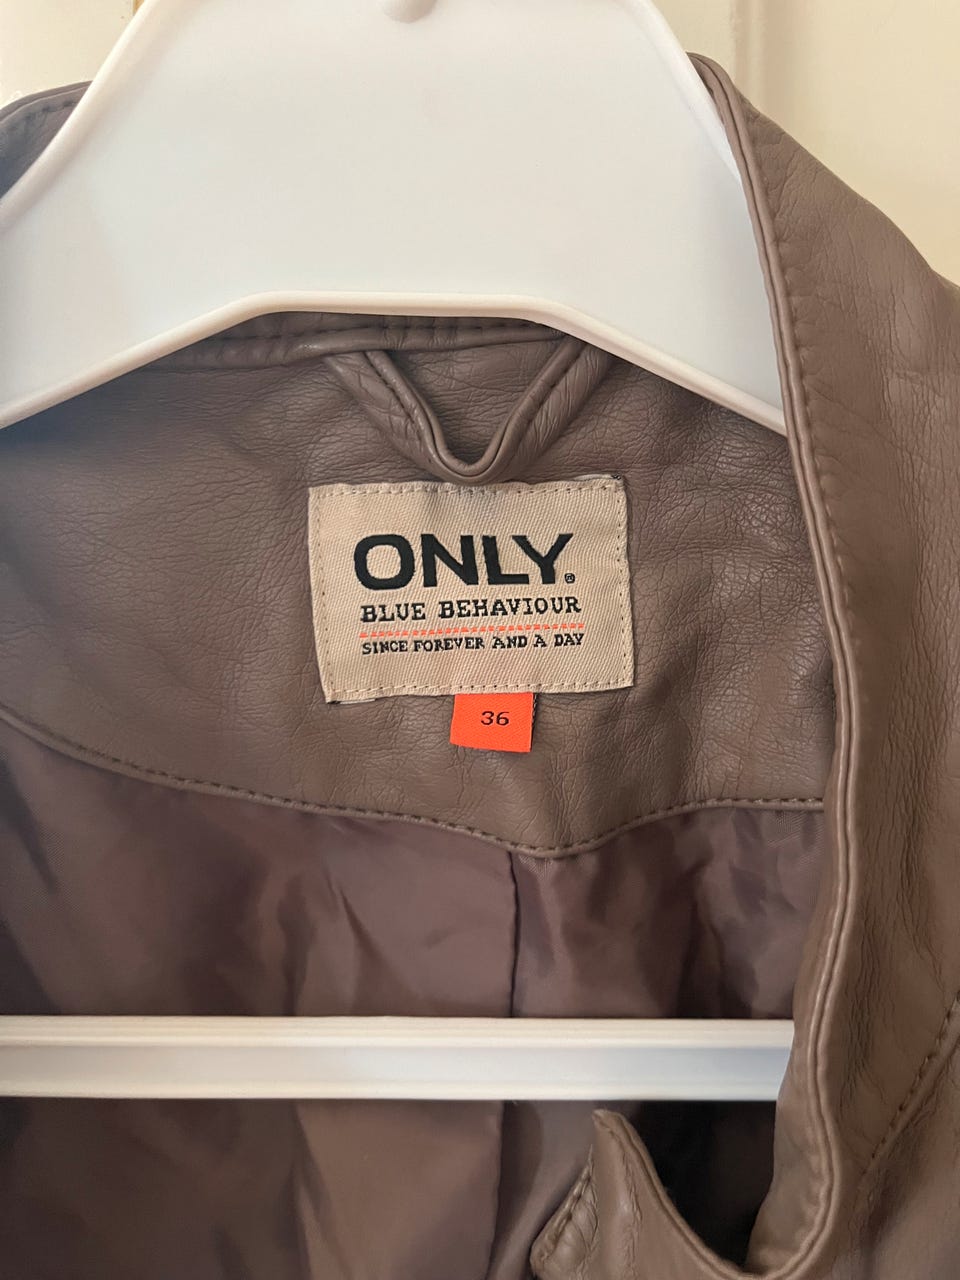 ONLY.®
BLUE BEHAVIOUR
SINCE FOREVER AND A DAY
36